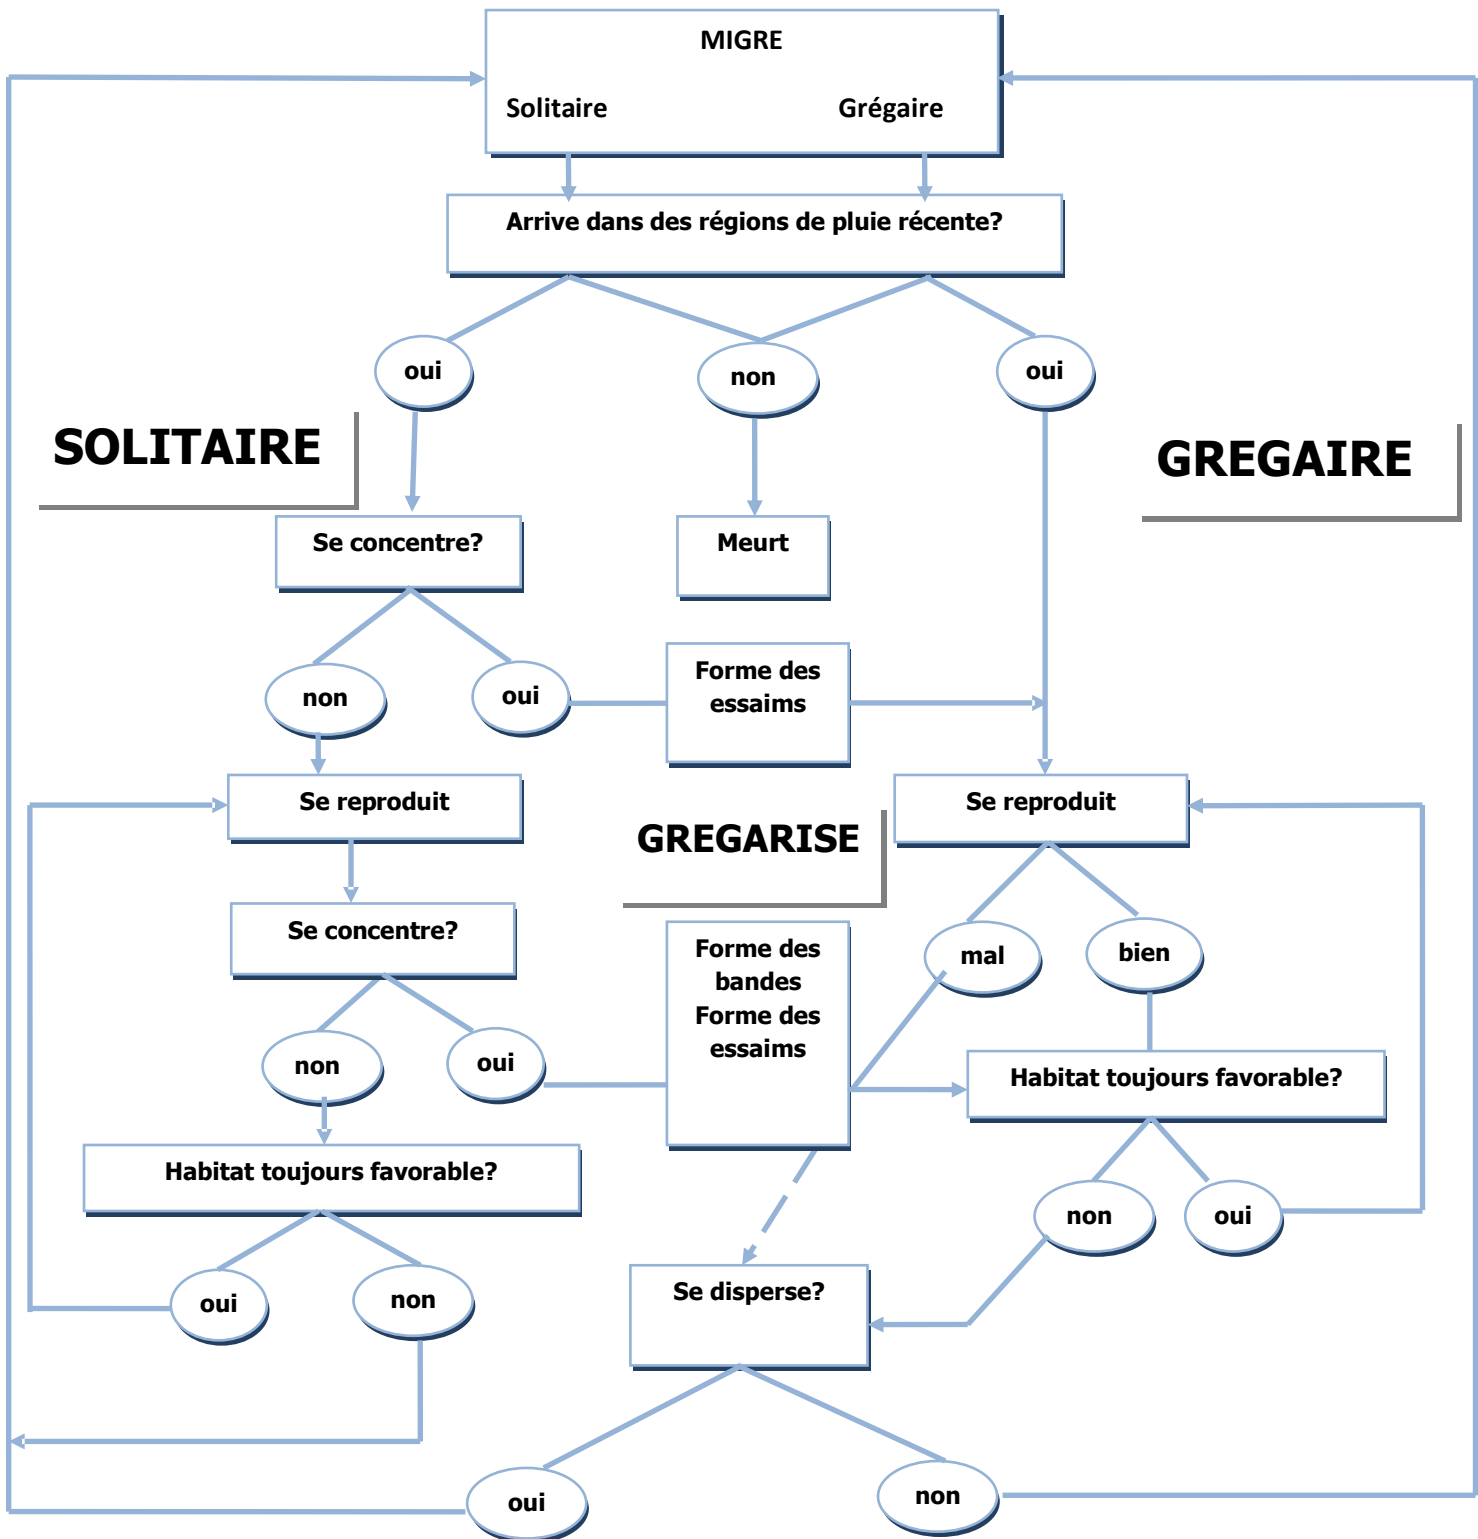 MIGRE
Solitaire
Grégaire
Arrive dans des régions de pluie récente?
oui
non
oui
SOLITAIRE
GREGAIRE
Se concentre?
Meurt
non
oui
Forme des
essaims
Se reproduit
Se reproduit
GREGARISE
Se concentre?
Forme des
bandes
Forme des
essaims
mal
bien
non
oui
Habitat toujours favorable?
Habitat toujours favorable?
non
oui
oui
non
Se disperse?
oui
non